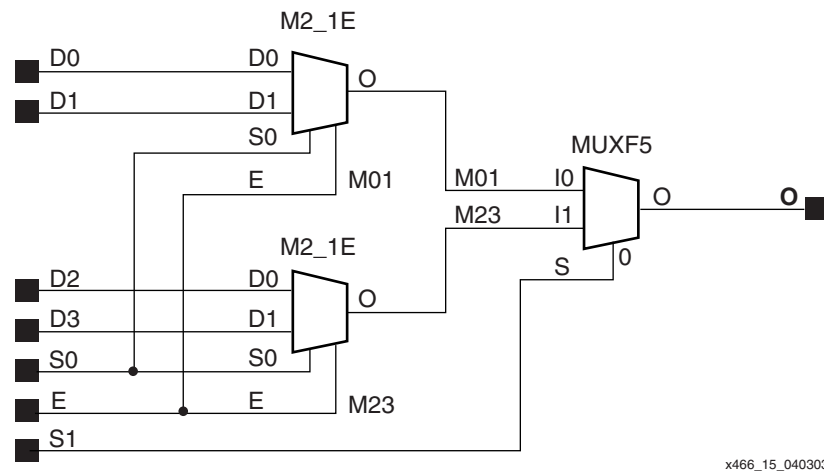 M2_1E
D0 D0
O
D1 D1
S0
MUXF5
E M01
M01 I0
O O
M23 I1
M2_1E
S 0
D2 D0
O
D3 D1
S0 S0
E E M23
S1
x466_15_040303